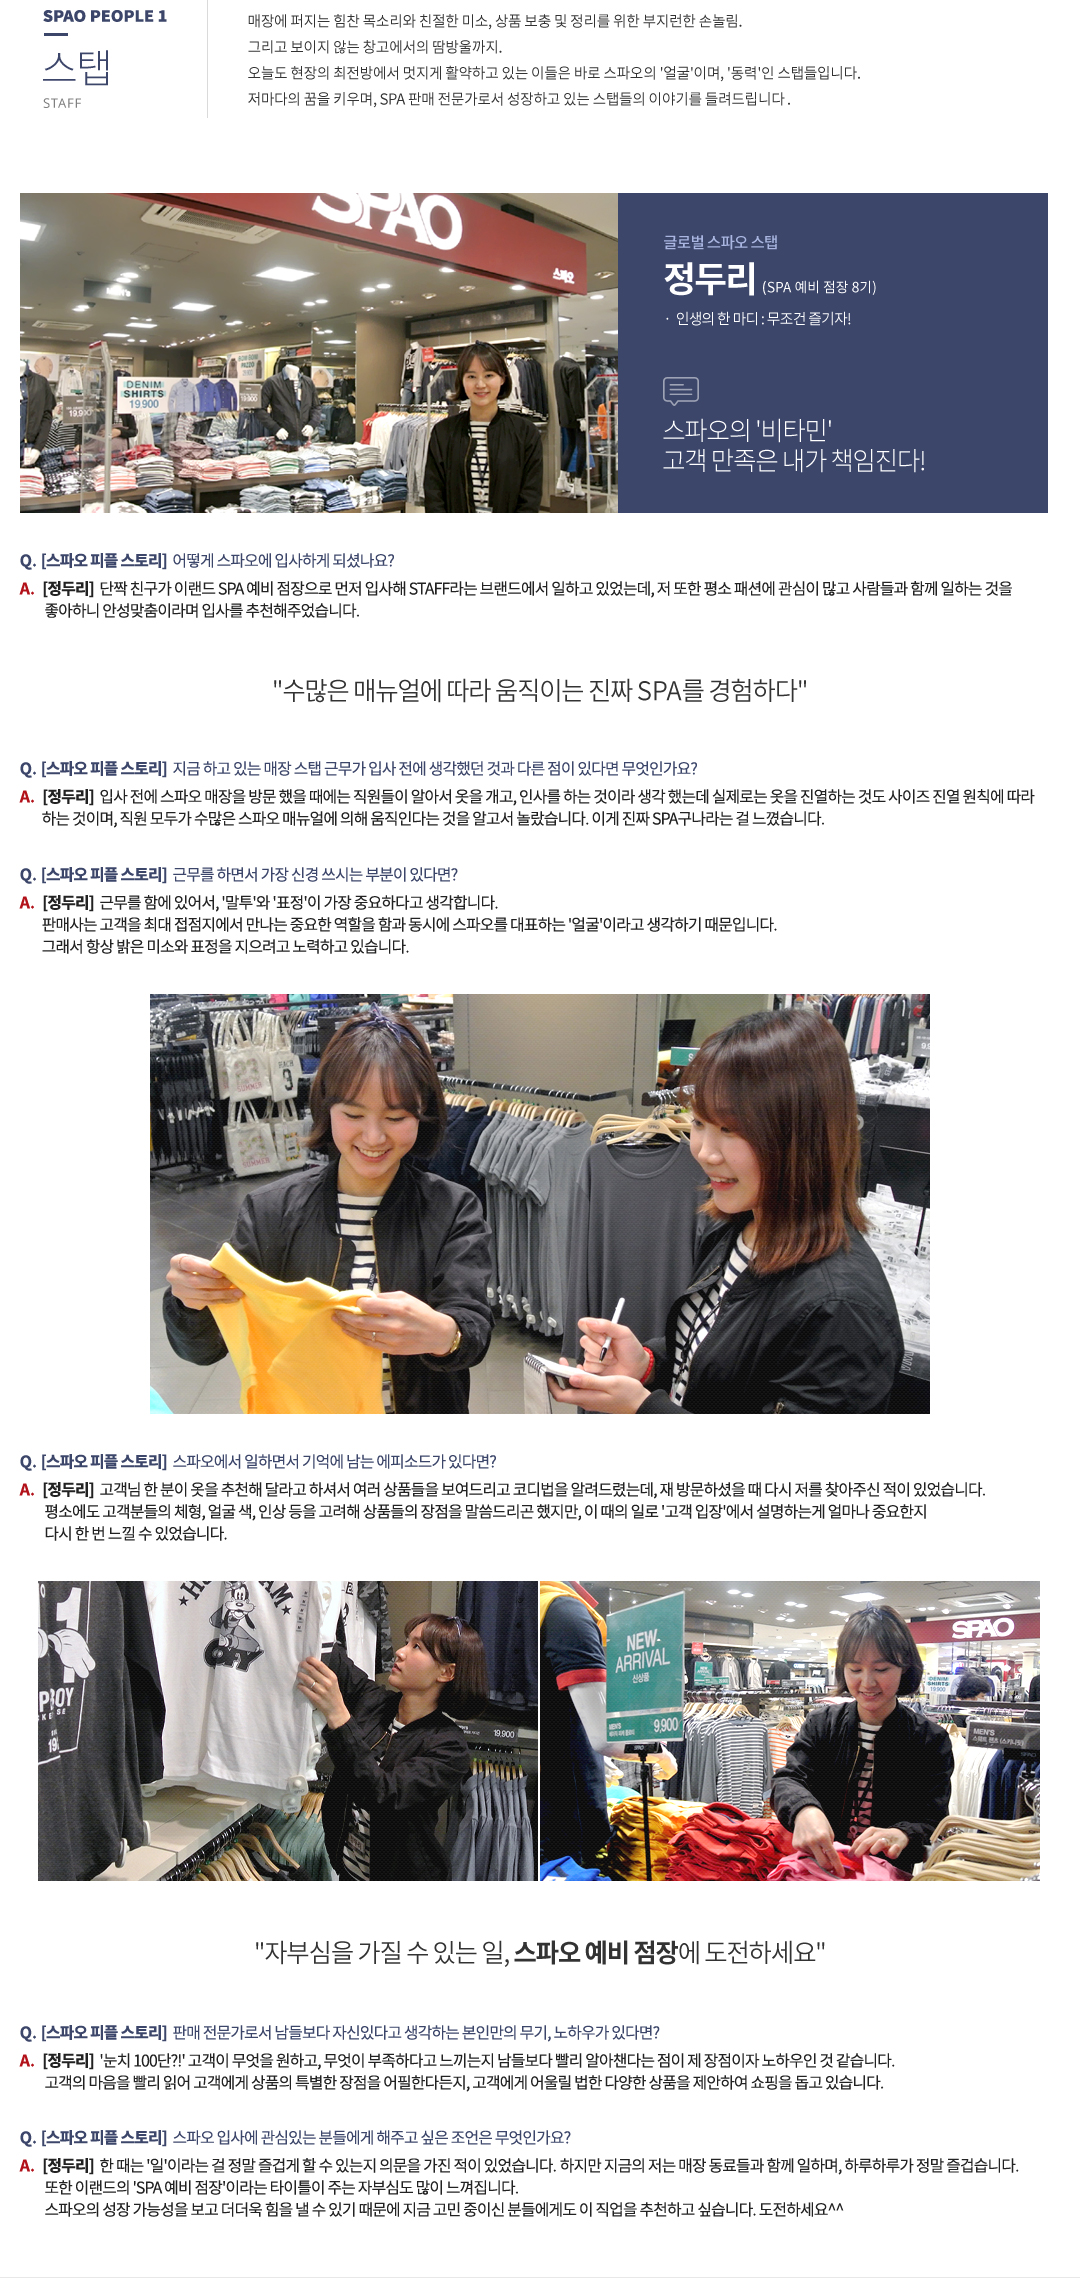 SPAO PEOPLE 1
스탭
STAFF
매장에 퍼지는 힘찬 목소리와 친절한 미소, 상품 보충 및 정리를 위한 부지런한 손놀림.
그리고 보이지 않는 창고에서의 땀방울까지.
오늘도 현장의 최전방에서 멋지게 활약하고 있는 이들은 바로 스파오의 '얼굴'이며, '동력'인 스탭들입니다.
저마다의 꿈을 키우며, SPA 판매 전문가로서 성장하고 있는 스탭들의 이야기를 들려드립니다 .
SPAO
스파오
DENIM
SHIRTS
19.900
글로벌 스파오 스탭
정두리 (SPA 예비 점장 8기)
· 인생의 한 마디 : 무조건 즐기자!
스파오의 '비타민'
고객 만족은 내가 책임진다!
Q. [스파오 피플 스토리] 어떻게 스파오에 입사하게 되셨나요?
A. [정두리] 단짝 친구가 이랜드 SPA 예비 점장으로 먼저 입사해 STAFF라는 브랜드에서 일하고 있었는데, 저 또한 평소 패션에 관심이 많고 사람들과 함께 일하는 것을
좋아하니 안성맞춤이라며 입사를 추천해주었습니다.
"수많은 매뉴얼에 따라 움직이는 진짜 SPA를 경험하다"
Q. [스파오 피플 스토리] 지금 하고 있는 매장 스탭 근무가 입사 전에 생각했던 것과 다른 점이 있다면 무엇인가요?
A. [정두리] 입사 전에 스파오 매장을 방문 했을 때에는 직원들이 알아서 옷을 개고, 인사를 하는 것이라 생각 했는데 실제로는 옷을 진열하는 것도 사이즈 진열 원칙에 따라
하는 것이며, 직원 모두가 수많은 스파오 매뉴얼에 의해 움직인다는 것을 알고서 놀랐습니다. 이게 진짜 SPA구나라는 걸 느꼈습니다.
Q. [스파오 피플 스토리] 근무를 하면서 가장 신경 쓰시는 부분이 있다면?
A. [정두리] 근무를 함에 있어서, '말투'와 '표정'이 가장 중요하다고 생각합니다.
판매사는 고객을 최대 접점지에서 만나는 중요한 역할을 함과 동시에 스파오를 대표하는 '얼굴'이라고 생각하기 때문입니다.
그래서 항상 밝은 미소와 표정을 지으려고 노력하고 있습니다.
Q. [스파오 피플 스토리] 스파오에서 일하면서 기억에 남는 에피소드가 있다면?
A. [정두리] 고객님 한 분이 옷을 추천해 달라고 하셔서 여러 상품들을 보여드리고 코디법을 알려드렸는데, 재 방문하셨을 때 다시 저를 찾아주신 적이 있었습니다.
평소에도 고객분들의 체형, 얼굴 색, 인상 등을 고려해 상품들의 장점을 말씀드리곤 했지만, 이 때의 일로 '고객 입장'에서 설명하는게 얼마나 중요한지
다시 한 번 느낄 수 있었습니다.
19,900
NEW-
ARRIVAL
신상품
MEN'S
9,900
SPAO
DENIM
SHIRTS
19.900
MEN'S
"자부심을 가질 수 있는 일, 스파오 예비 점장에 도전하세요"
Q. [스파오 피플 스토리] 판매 전문가로서 남들보다 자신있다고 생각하는 본인만의 무기, 노하우가 있다면?
A. [정두리] '눈치 100단?!' 고객이 무엇을 원하고, 무엇이 부족하다고 느끼는지 남들보다 빨리 알아챈다는 점이 제 장점이자 노하우인 것 같습니다.
고객의 마음을 빨리 읽어 고객에게 상품의 특별한 장점을 어필한다든지, 고객에게 어울릴 법한 다양한 상품을 제안하여 쇼핑을 돕고 있습니다.
Q. [스파오 피플 스토리] 스파오 입사에 관심있는 분들에게 해주고 싶은 조언은 무엇인가요?
A. [정두리] 한 때는 '일'이라는 걸 정말 즐겁게 할 수 있는지 의문을 가진 적이 있었습니다. 하지만 지금의 저는 매장 동료들과 함께 일하며, 하루하루가 정말 즐겁습니다.
또한 이랜드의 'SPA 예비 점장'이라는 타이틀이 주는 자부심도 많이 느껴집니다.
스파오의 성장 가능성을 보고 더더욱 힘을 낼 수 있기 때문에 지금 고민 중이신 분들에게도 이 직업을 추천하고 싶습니다. 도전하세요^^